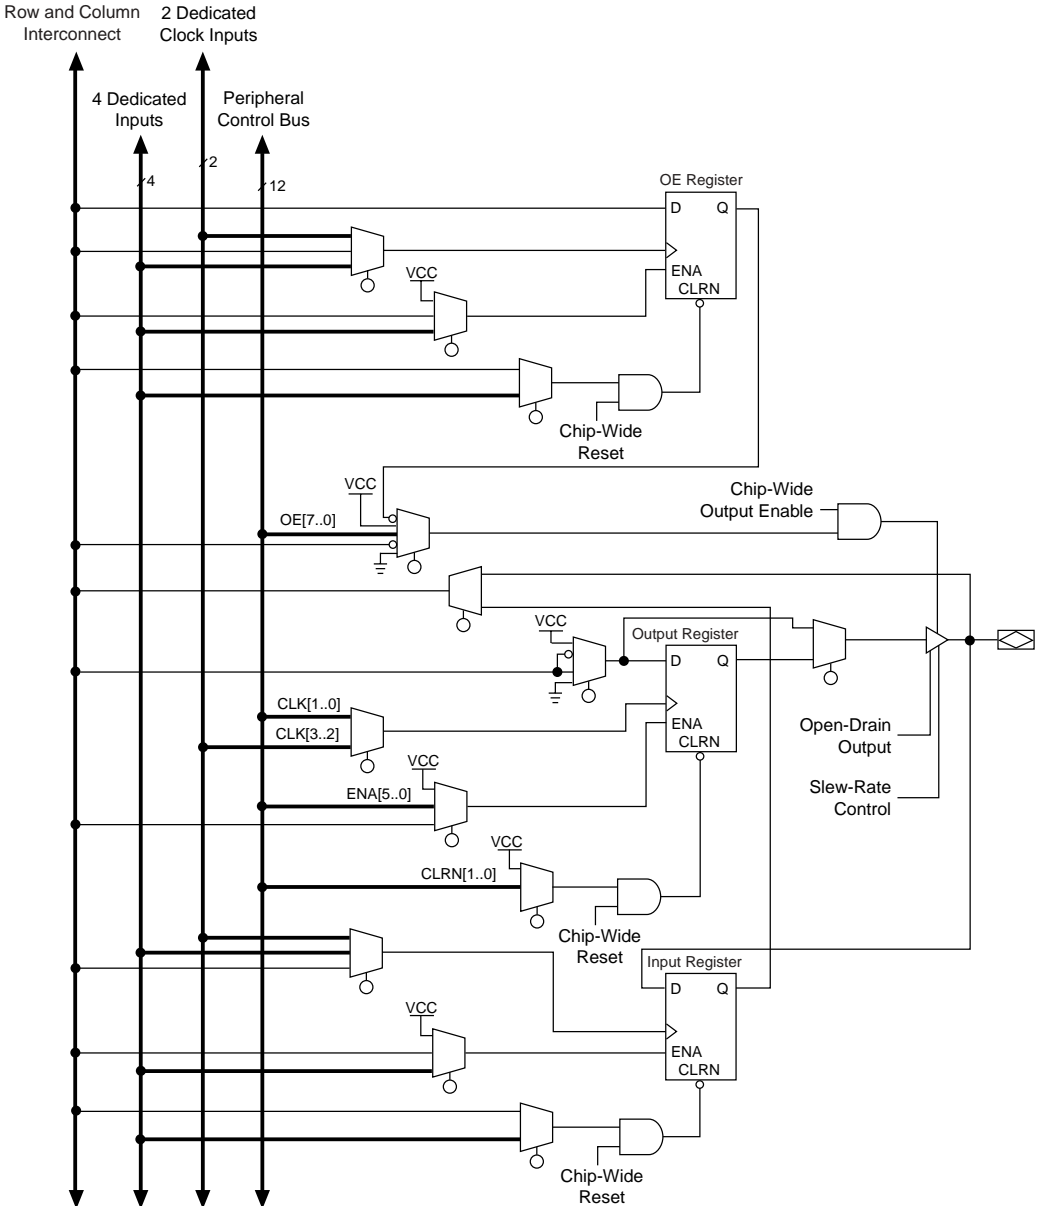 Row and Column
Interconnect
2 Dedicated
Clock Inputs
4 Dedicated
Inputs
Peripheral
Control Bus
2
4
12
OE Register
D Q
ENA
CLRN
VCC
Chip-Wide
Reset
VCC
OE[7..0]
Chip-Wide
Output Enable
VCC
Output Register
D Q
ENA
CLRN
CLK[1..0]
CLK[3..2]
VCC
ENA[5..0]
Open-Drain
Output
Slew-Rate
Control
VCC
CLRN[1..0]
Chip-Wide
Reset
Input Register
D Q
ENA
CLRN
VCC
Chip-Wide
Reset